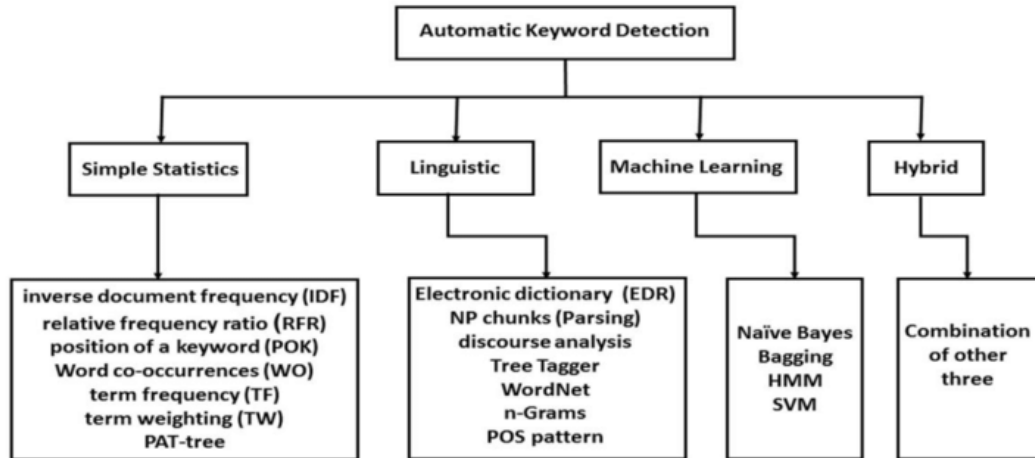 Automatic Keyword Detection
Simple Statistics
Linguistic
Machine Learning
Hybrid
inverse document frequency (IDF)
relative frequency ratio (RFR)
position of a keyword (POK)
Word co-occurrences (WO)
term frequency (TF)
term weighting (TW)
PAT-tree
Electronic dictionary (EDR)
NP chunks (Parsing)
discourse analysis
Tree Tagger
WordNet
n-Grams
POS pattern
Naïve Bayes
Bagging
HMM
SVM
Combination
of other
three